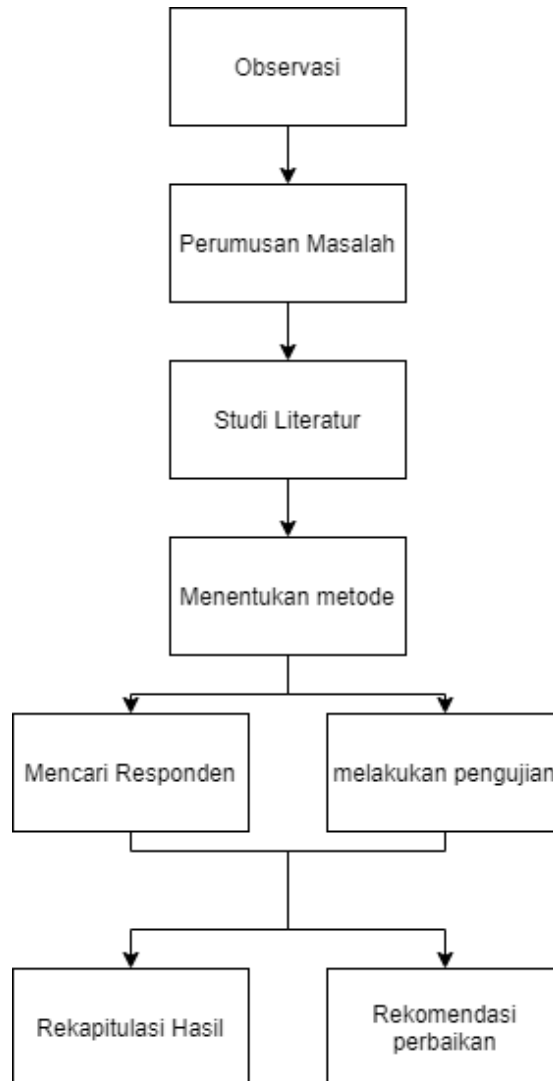 Observasi
Perumusan Masalah
Studi Literatur
Menentukan metode
Mencari Responden
melakukan pengujian
Rekapitulasi Hasil
Rekomendasi
perbaikan